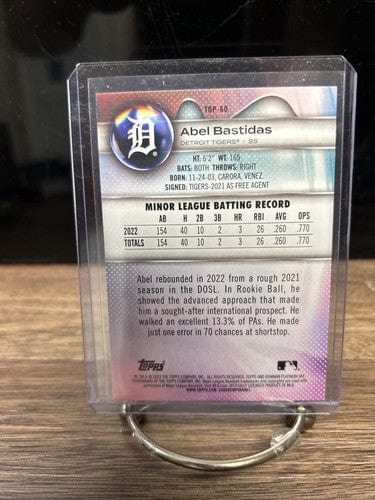 TOP-60
D
Abel Bastidas
DETROIT TIGERS® - SS
HT: 6'2" WT: 165
BATS: BOTH THROWS: RIGHT
BORN: 11-24-03, CARORA, VENEZ.
SIGNED: TIGERS-2021 AS FREE AGENT
MINOR LEAGUE BATTING RECORD
AB H 2B 3B HR RBI AVG OPS
2022 154 40 10 2 3 26 .260 .770
TOTALS 154 40 10 2 3 26 .260 .770
Abel rebounded in 2022 from a rough 2021
season in the DOSL. In Rookie Ball, he
showed the advanced approach that made
him a sought-after international prospect. He
walked an excellent 13.3% of PAs. He made
just one error in 70 chances at shortstop.
Topps